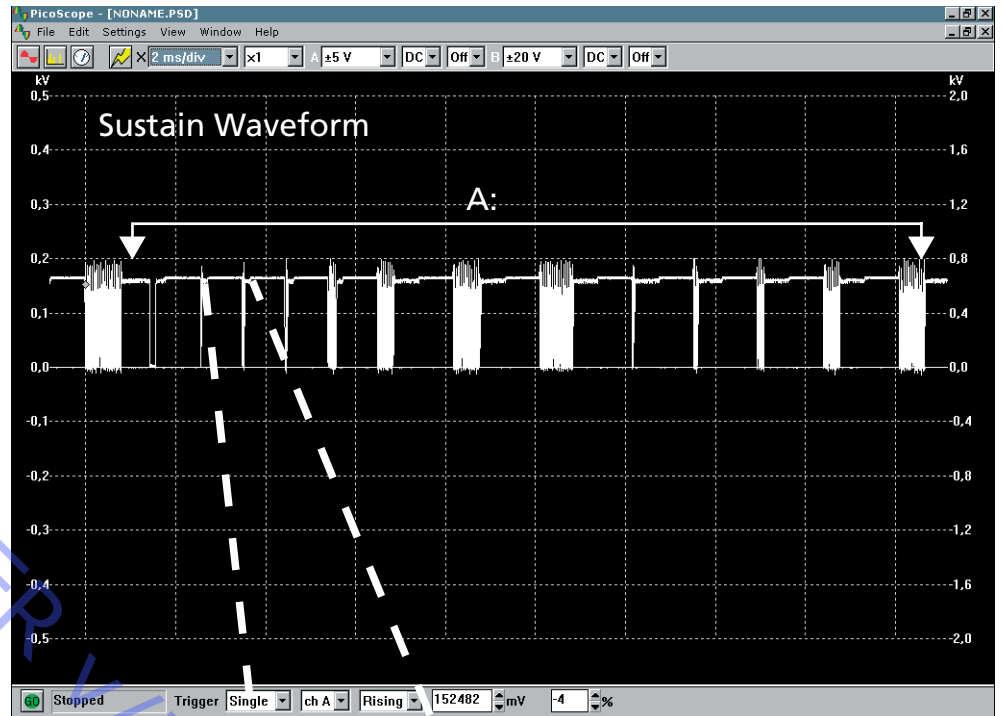 PicoScope - [NONAME.PSD]
File Edit Settings View Window Help
X 2 ms/div x1 A ±5 V DC Off B ±20 V DC Off
kV kV
0,5 2,0
Sustain Waveform
0,4 1,6
A:
0,3 1,2
0,2 0,8
0,1 0,4
0,0 0,0
-0,1 -0,4
-0,2 -0,8
-0,3 -1,2
-0,4 -1,6
-0,5 -2,0
GO Stopped Trigger Single ch A Rising 152482 mV -4 %